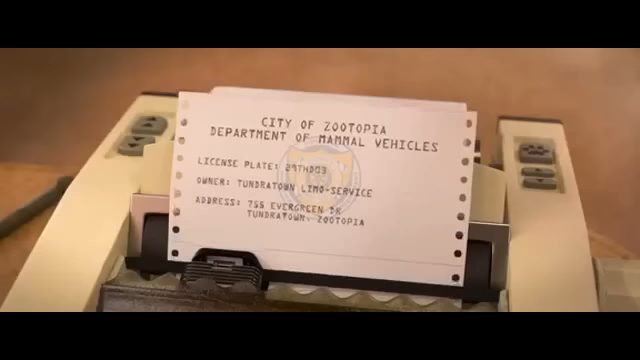 CITY OF ZOOTOPIA
DEPARTMENT OF MAMMAL VEHICLES
LICENSE PLATE: 29THD03
OWNER: TUNDRATOWN LIMO-SERVICE
ADDRESS: 755 EVERGREEN DR
TUNDRATOWN, ZOOTOPIA